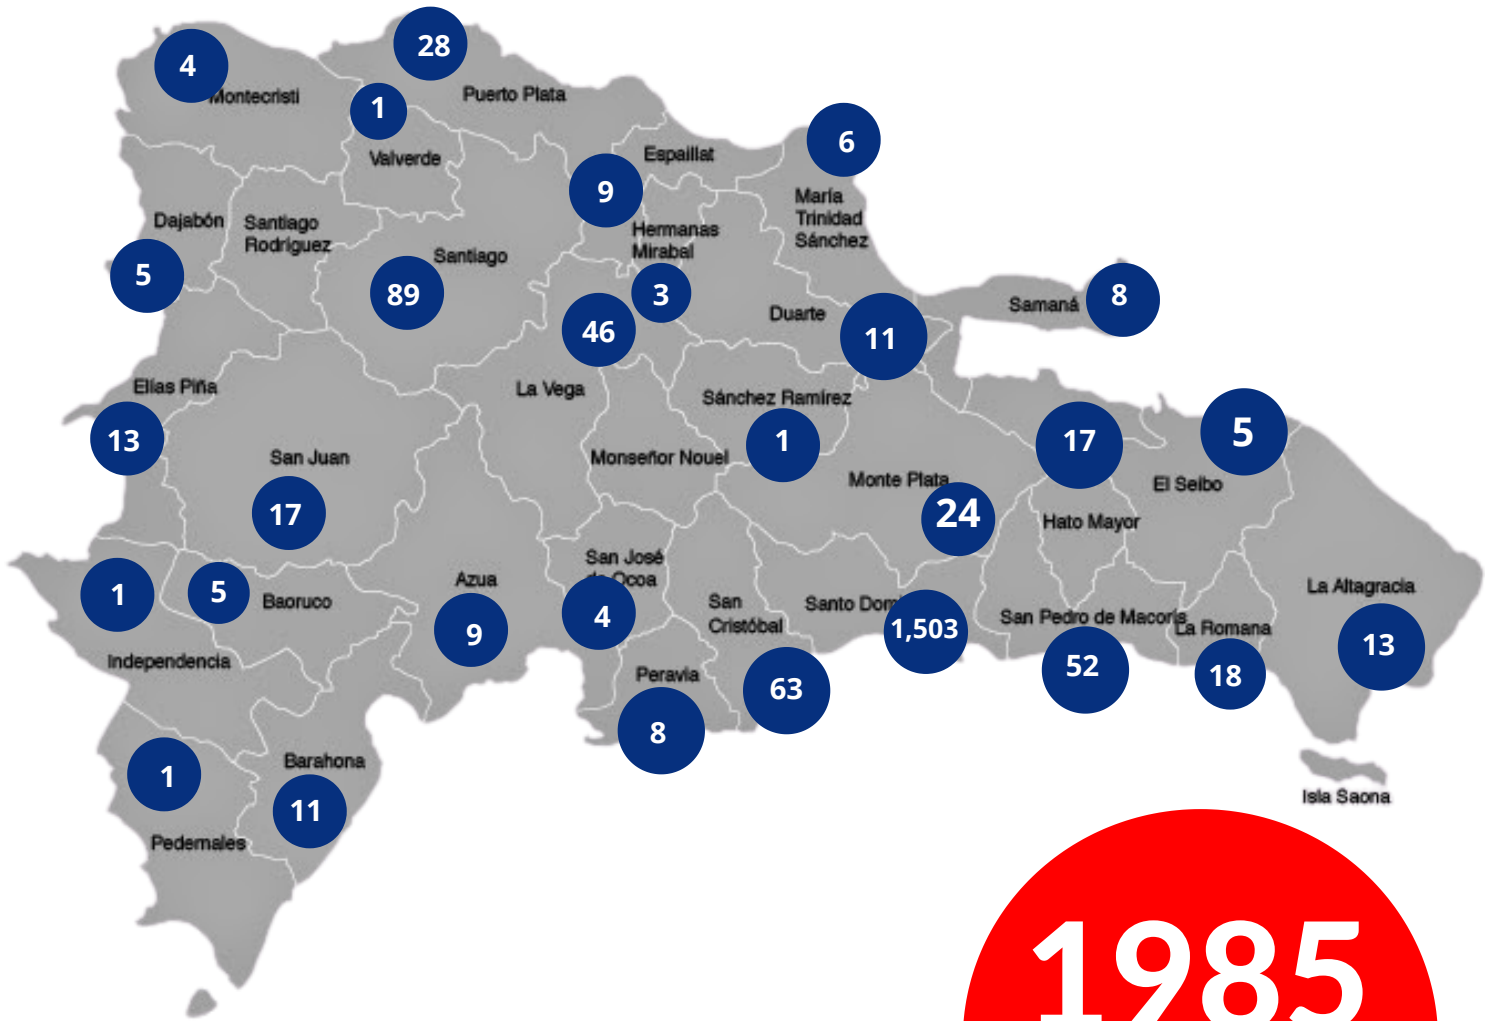 28
4
Montecristi
Puerto Plata
1
6
Valverde
Espaillat
9
María
Trinidad
Sánchez
Dajabón
Santiago
Rodríguez
Hermanas
Mirabal
Santiago
5
89
3
8
Samaná
Duarte
46
11
Elías Piña
La Vega
Sánchez Ramírez
13
1
17
5
San Juan
Monseñor Nouel
Monte Plata
El Seibo
17
24
Hato Mayor
San José
de Ocoa
Azua
La Altagracia
1
5
Baoruco
San
Cristóbal
Santo Dom
4
9
1,503
San Pedro de Macorís
La Romana
Independencia
13
Peravia
52
18
63
8
Barahona
1
11
Isla Saona
Pedernales
1985